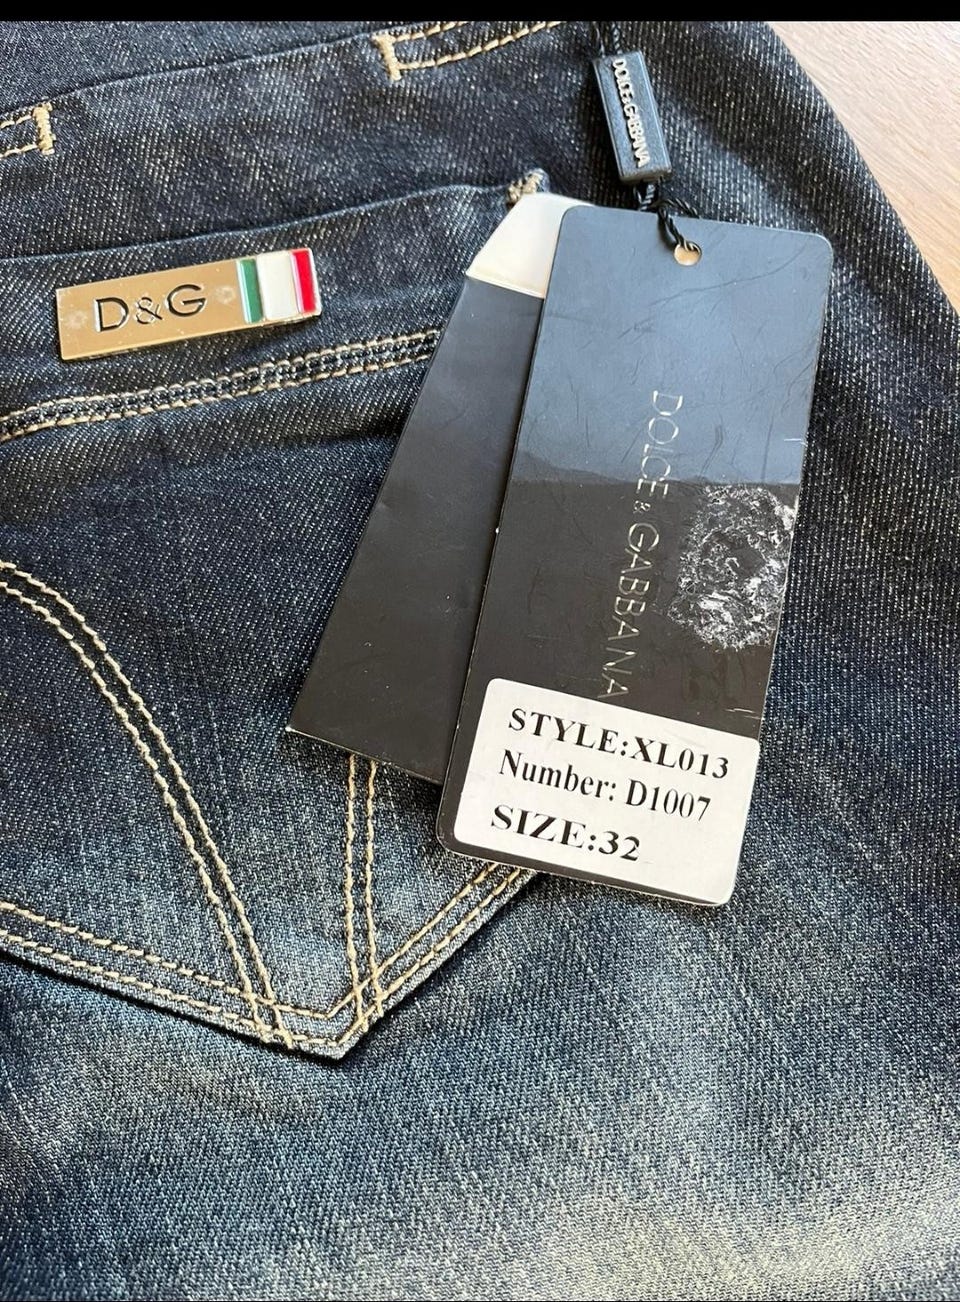 DOLCE&GABBANA
D&G
DOLCE & GABBANA
STYLE:XL013
Number: D1007
SIZE:32